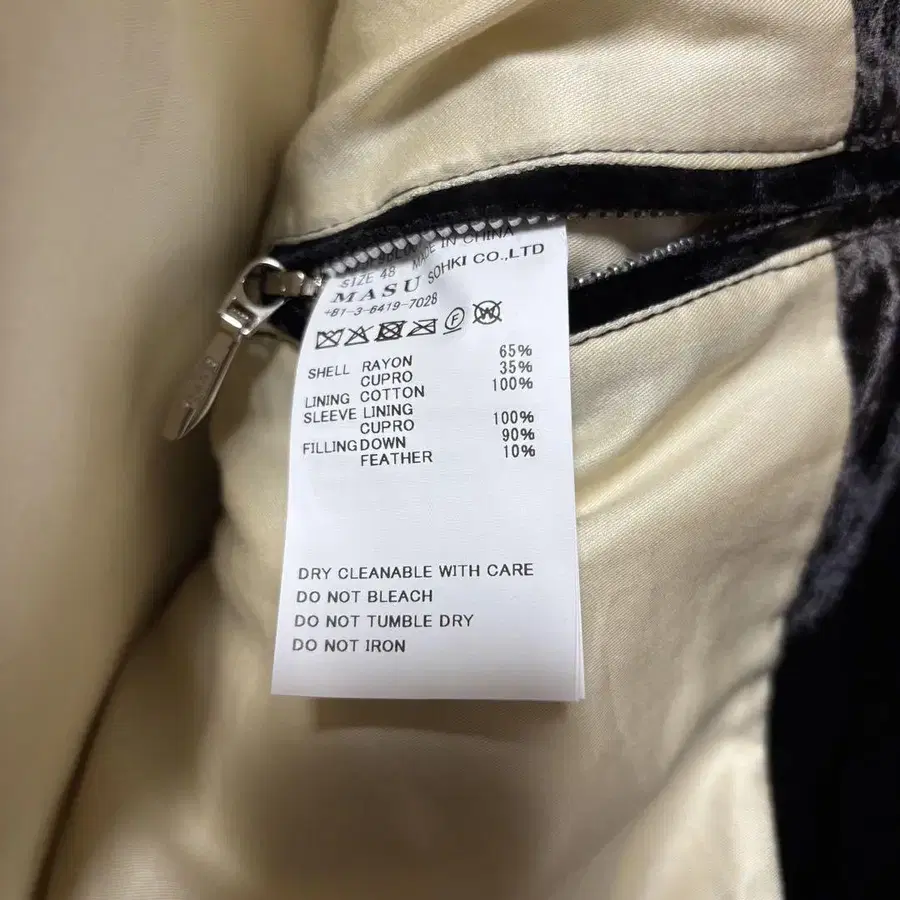 SIZE 48 MADE IN CHINA
MASU SOHKI CO.,LTD
+81-3-6419-7028
F W
SHELL RAYON 65%
CUPRO 35%
LINING COTTON 100%
SLEEVE LINING
CUPRO 100%
FILLING DOWN 90%
FEATHER 10%
DRY CLEANABLE WITH CARE
DO NOT BLEACH
DO NOT TUMBLE DRY
DO NOT IRON